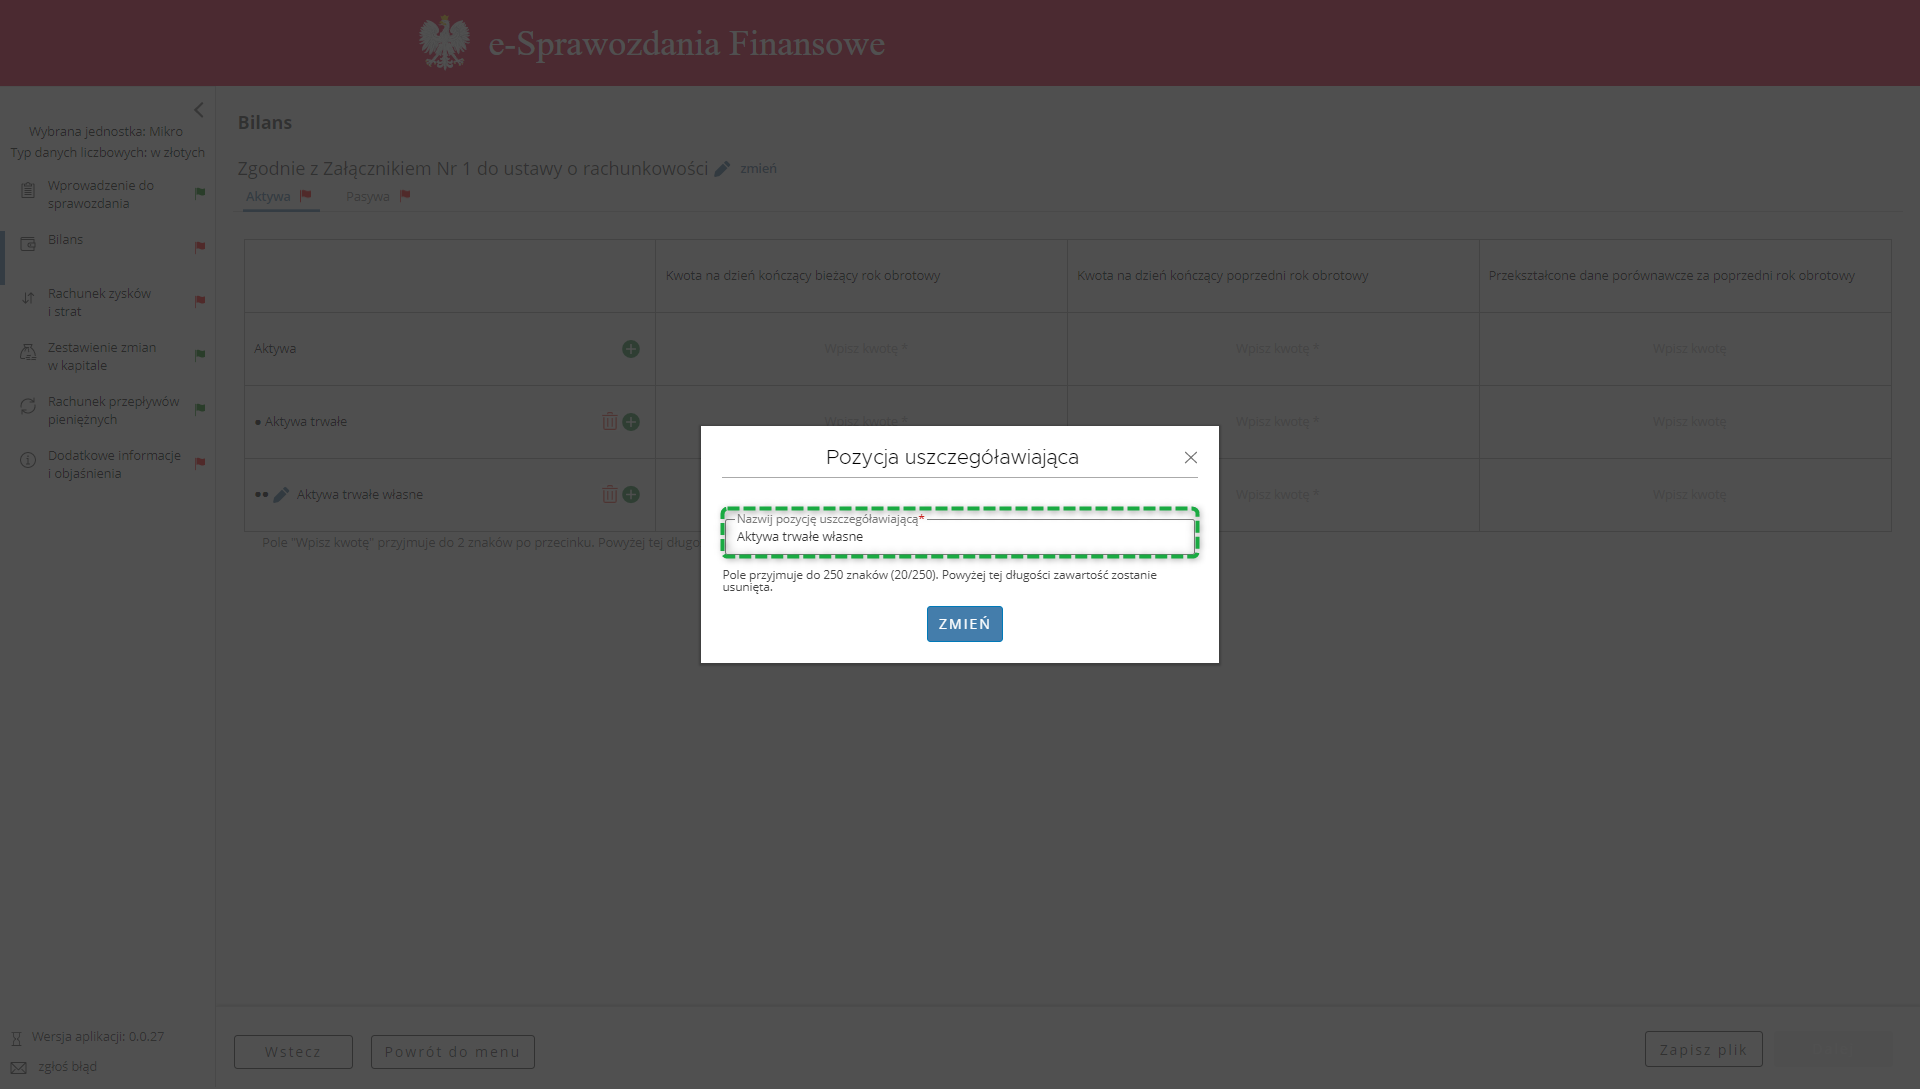 e-Sprawozdania Finansowe
Wybrana jednostka: Mikro
Typ danych liczbowych: w złotych
Wprowadzenie do
sprawozdania
Bilans
Rachunek zysków
i strat
Zestawienie zmian
w kapitale
Rachunek przepływów
pieniężnych
Dodatkowe informacje
i objaśnienia
Wersja aplikacji: 0.0.27
zgłoś błąd
Bilans
Zgodnie z Załącznikiem Nr 1 do ustawy o rachunkowości zmień
Aktywa Pasywa
Kwota na dzień kończący bieżący rok obrotowy Kwota na dzień kończący poprzedni rok obrotowy Przekształcone dane porównawcze za poprzedni rok obrotowy
Aktywa Wpisz kwotę * Wpisz kwotę * Wpisz kwotę
• Aktywa trwałe Wpisz kwotę * Wpisz kwotę * Wpisz kwotę
•• Aktywa trwałe własne Wpisz kwotę * Wpisz kwotę
Pole "Wpisz kwotę" przyjmuje do 2 znaków po przecinku. Powyżej tej długo
Pozycja uszczegóławiająca
Nazwij pozycję uszczegóławiającą*
Aktywa trwałe własne
Pole przyjmuje do 250 znaków (20/250). Powyżej tej długości zawartość zostanie
usunięta.
ZMIEŃ
Wstecz Powrót do menu Zapisz plik